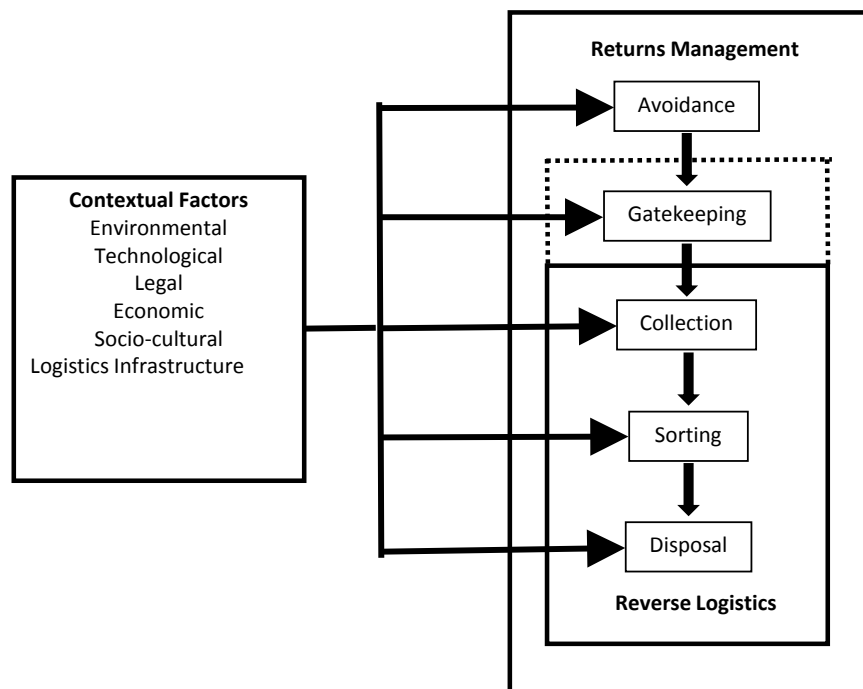 Contextual Factors
Environmental
Technological
Legal
Economic
Socio-cultural
Logistics Infrastructure
Returns Management
Avoidance
Gatekeeping
Collection
Sorting
Disposal
Reverse Logistics